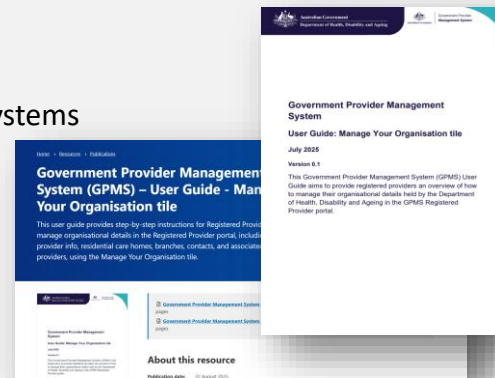 ystems
Home > Resources > Publications
Government Provider Management
System (GPMS) – User Guide - Man
Your Organisation tile
This user guide provides step-by-step instructions for Registered Provid
manage organisational details in the Registered Provider portal, includi
provider info, residential care homes, branches, contacts, and associate
providers, using the Manage Your Organisation tile.
Government Provider Management System
pages
Government Provider Management System
pages
About this resource
Publication date: August 2025
Australian Government
Department of Health, Disability and Ageing
Government Provider
Management System
Government Provider Management
System
User Guide: Manage Your Organisation tile
July 2025
Version 0.1
This Government Provider Management System (GPMS) User
Guide aims to provide registered providers an overview of how
to manage their organisational details held by the Department
of Health, Disability and Ageing in the GPMS Registered
Provider portal.